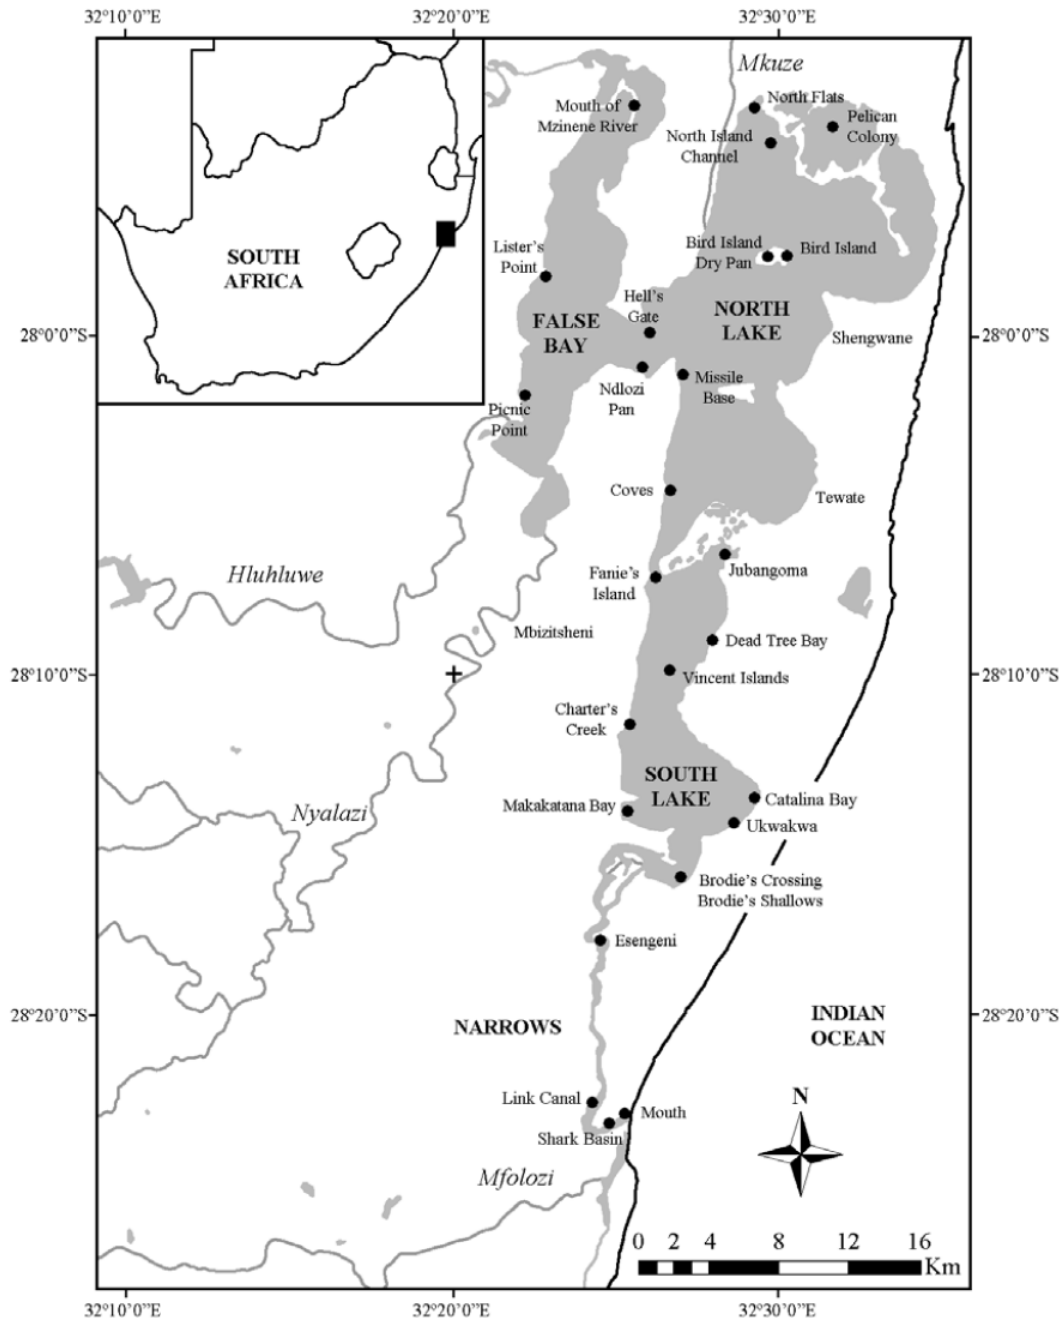 32°10’0”E
32°20’0”E
32°30’0”E
Mkuze
North Flats
Mouth of
Mzinene River
Pelican
Colony
North Island
Channel
SOUTH
AFRICA
Lister’s
Point
Bird Island
Dry Pan
Bird Island
Hell’s
Gate
NORTH
LAKE
FALSE
BAY
28°0’0”S
28°0’0”S
Shengwane
Ndlozi
Pan
Missile
Base
Picnic
Point
Coves
Tewate
Hluhluwe
Fanie’s
Island
Jubangoma
Mbizitsheni
Dead Tree Bay
28°10’0”S
28°10’0”S
Vincent Islands
Charter’s
Creek
SOUTH
LAKE
Makakatana Bay
Catalina Bay
Nyalazi
Ukwakwa
Brodie’s Crossing
Brodie’s Shallows
Esengeni
28°20’0”S
28°20’0”S
NARROWS
INDIAN
OCEAN
Link Canal
Mouth
Shark Basin
N
Mfolozi
0 2 4 8 12 16
Km
32°10’0”E
32°20’0”E
32°30’0”E